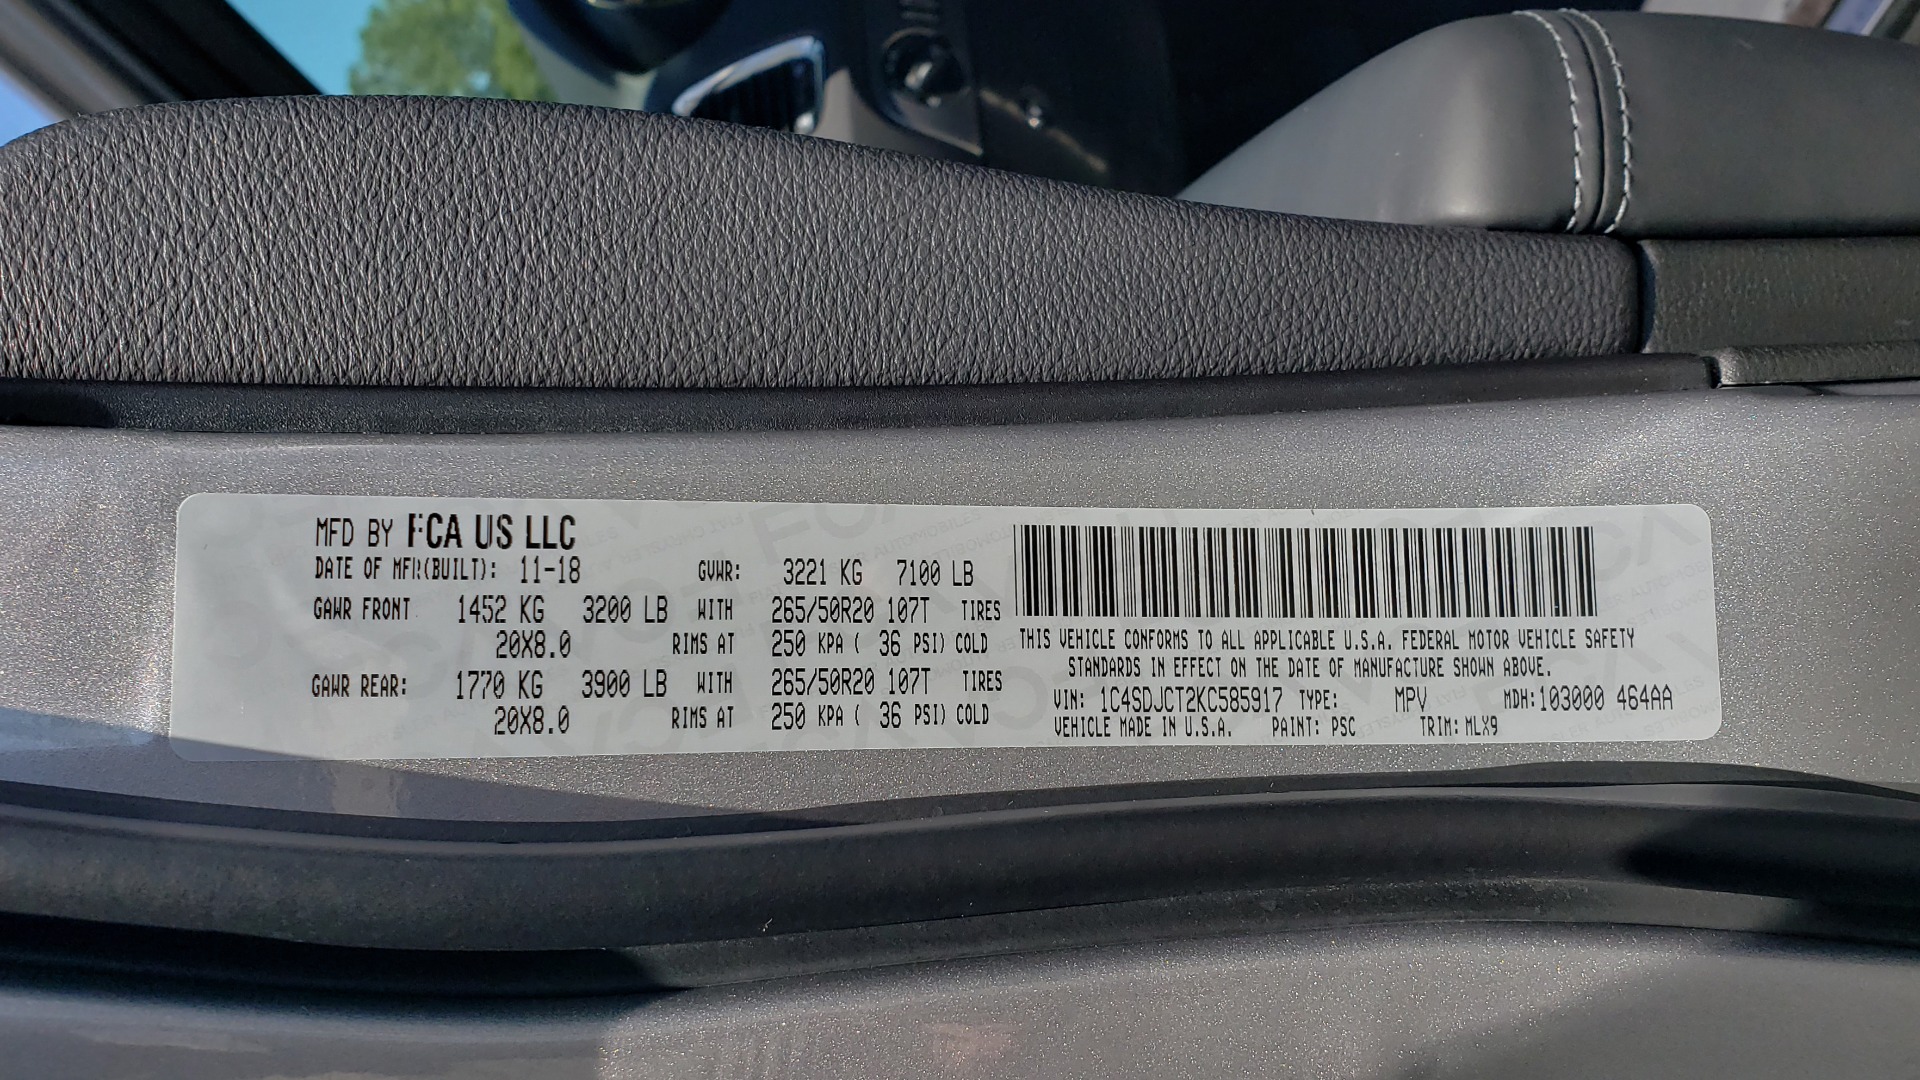 MFD BY FCA US LLC
DATE OF MFR(BUILT): 11-18 GVWR: 3221 KG 7100 LB
GAWR FRONT 1452 KG 3200 LB WITH 265/50R20 107T TIRES
20X8.0 RIMS AT 250 KPA ( 36 PSI) COLD
GAWR REAR: 1770 KG 3900 LB WITH 265/50R20 107T TIRES
20X8.0 RIMS AT 250 KPA ( 36 PSI) COLD
THIS VEHICLE CONFORMS TO ALL APPLICABLE U.S.A. FEDERAL MOTOR VEHICLE SAFETY
STANDARDS IN EFFECT ON THE DATE OF MANUFACTURE SHOWN ABOVE.
VIN: 1C4SDJCT2KC585917 TYPE: MPV MDH:103000 464AA
VEHICLE MADE IN U.S.A. PAINT: PSC TRIM: MLX9